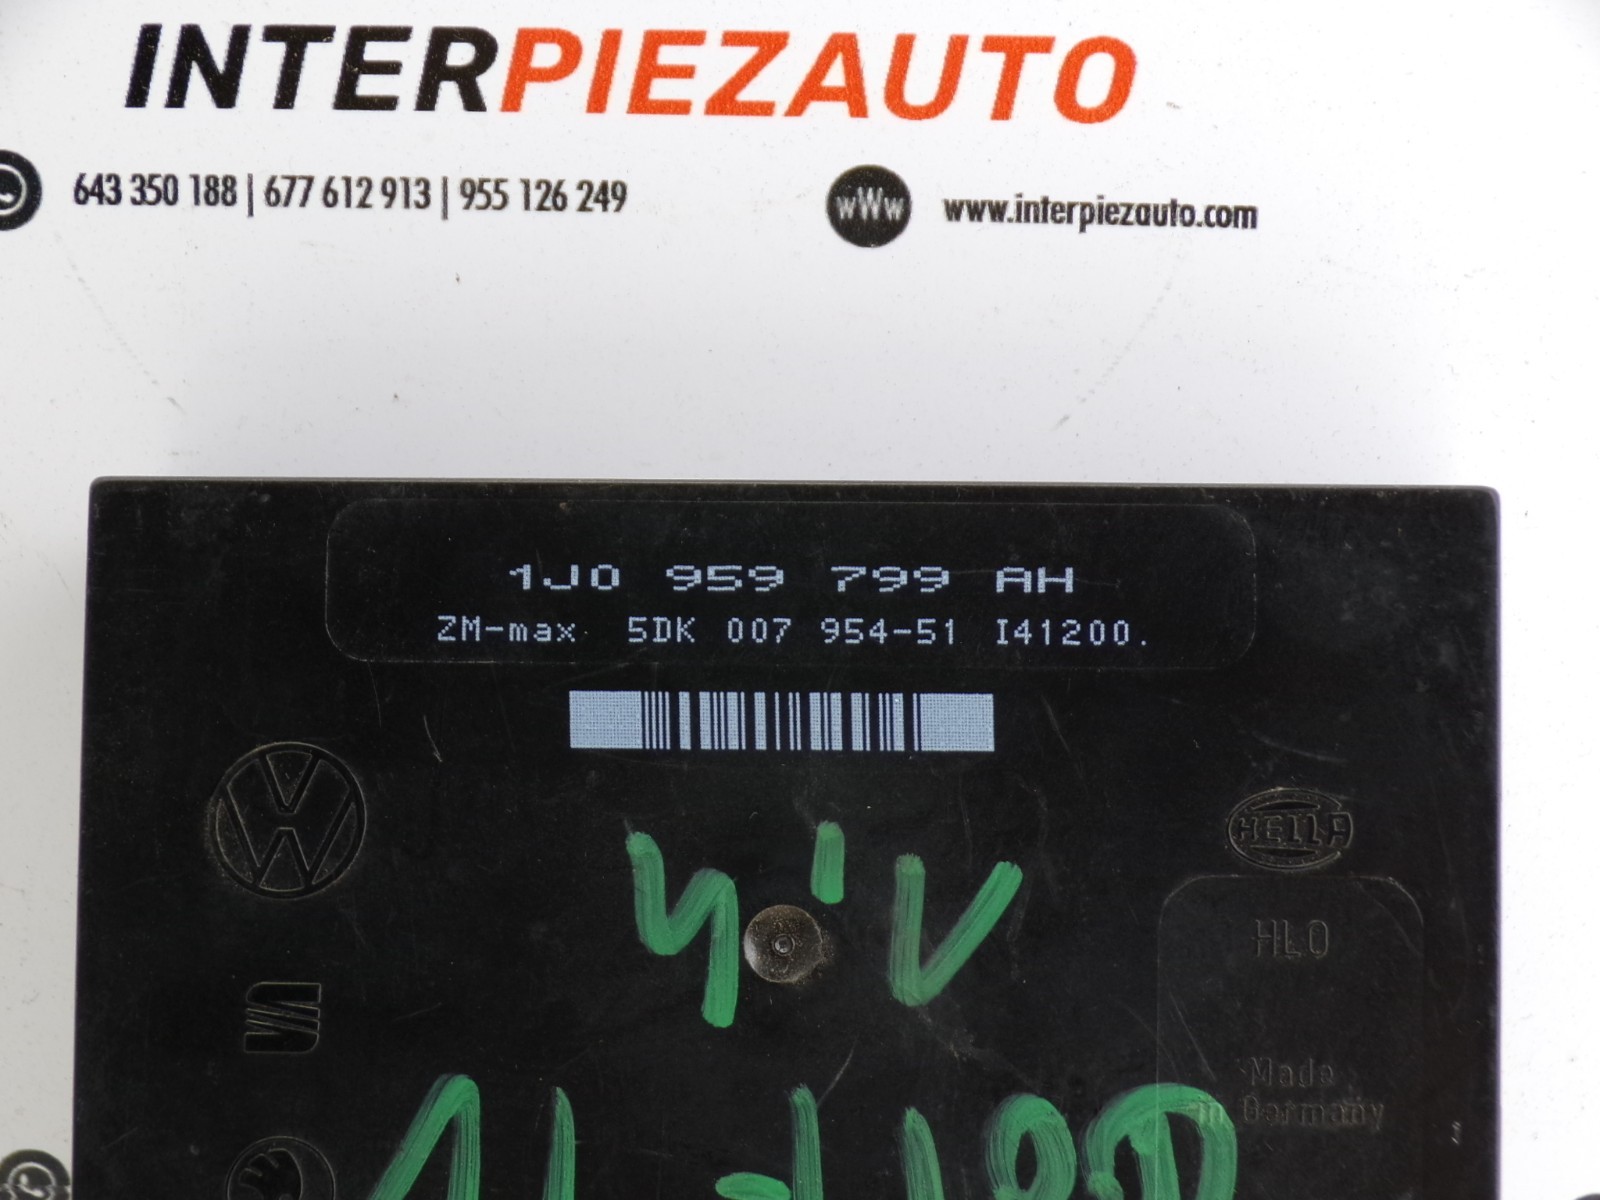 INTERPIEZAUTO
643 350 188 | 677 612 913 | 955 126 249
wWw www.interpiezauto.com
1J0 959 799 AH
ZM-max 5DK 007 954-51 I41200.
HELLA
HLO
Made
in Germany